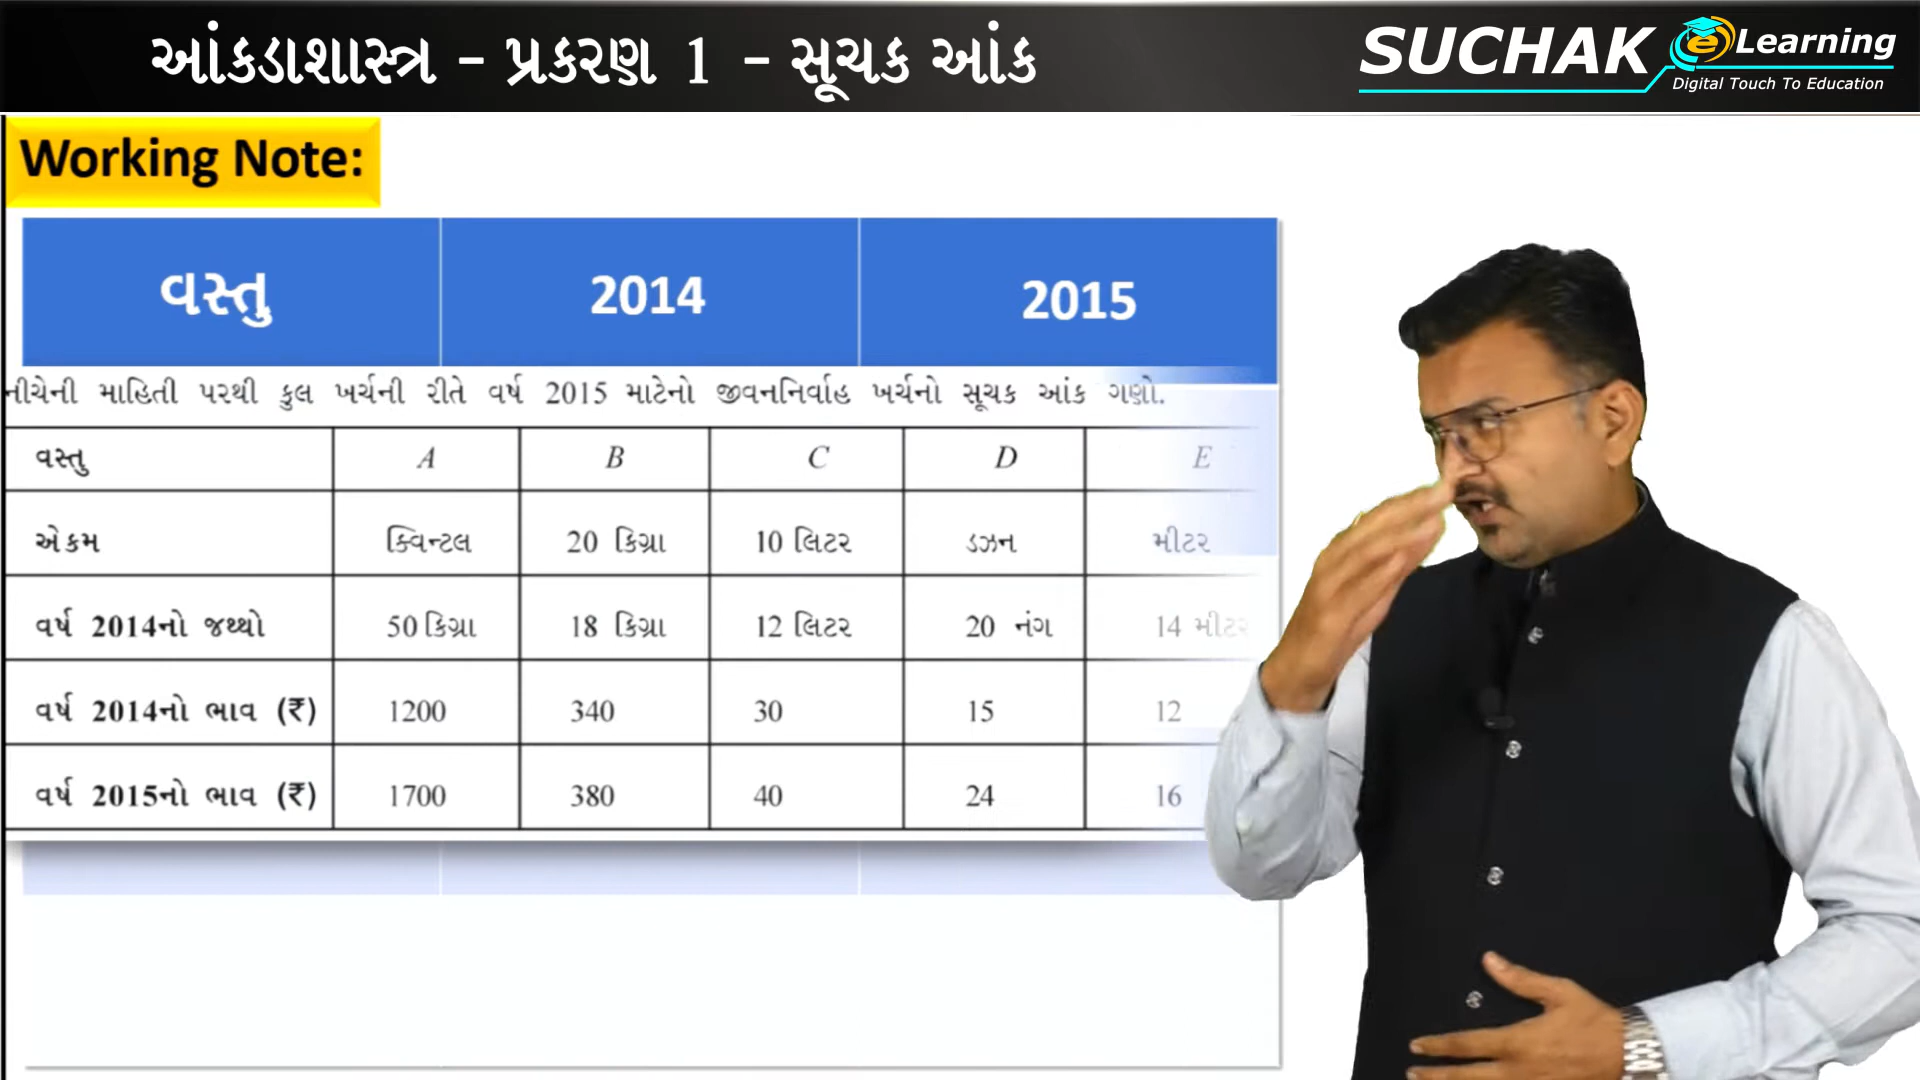 આંકડાશાસ્ત્ર - પ્રકરણ 1 - સૂચક આંક
SUCHAK eLearning
Digital Touch To Education
Working Note:
વસ્તુ 2014 2015
નીચેની માહિતી પરથી કુલ ખર્ચની રીતે વર્ષ 2015 માટેનો જીવનનિર્વાહ ખર્ચનો સૂચક આંક ગણો.
વસ્તુ A B C D E
એકમ ક્વિન્ટલ 20 કિગ્રા 10 લિટર ડઝન મીટર
વર્ષ 2014નો જથ્થો 50 કિગ્રા 18 કિગ્રા 12 લિટર 20 નંગ 14 મીટર
વર્ષ 2014નો ભાવ (₹) 1200 340 30 15 12
વર્ષ 2015નો ભાવ (₹) 1700 380 40 24 16